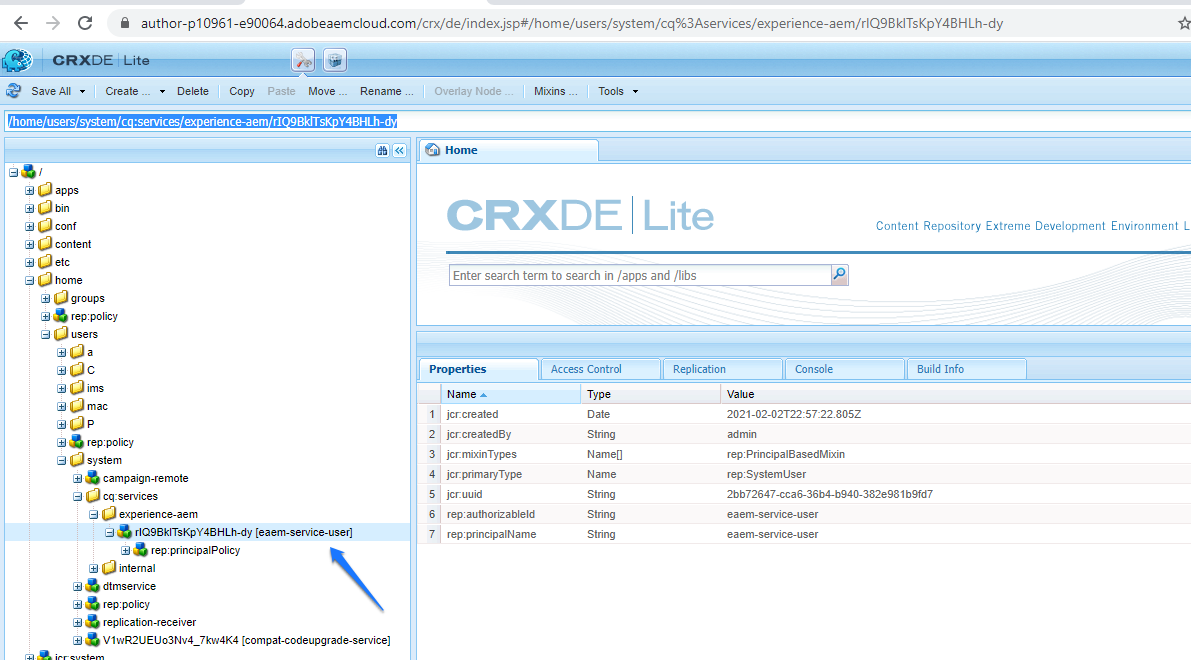 author-p10961-e90064.adobeaemcloud.com/crx/de/index.jsp#/home/users/system/cq%3Aservices/experience-aem/rIQ9BklTsKpY4BHLh-dy
CRXDE | Lite
Save All Create ... Delete Copy Paste Move ... Rename ... Overlay Node ... Mixins ... Tools
/home/users/system/cq:services/experience-aem/rIQ9BklTsKpY4BHLh-dy
/
apps
bin
conf
content
etc
home
groups
rep:policy
users
a
C
ims
mac
P
rep:policy
system
campaign-remote
cq:services
experience-aem
rIQ9BklTsKpY4BHLh-dy [eaem-service-user]
rep:principalPolicy
internal
dtmservice
rep:policy
replication-receiver
V1wR2UEUo3Nv4_7kw4K4 [compat-codeupgrade-service]
jcr:system
Home
CRXDE | Lite
Content Repository Extreme Development Environment L
Enter search term to search in /apps and /libs
Properties Access Control Replication Console Build Info
Name Type Value
1 jcr:created Date 2021-02-02T22:57:22.805Z
2 jcr:createdBy String admin
3 jcr:mixinTypes Name[] rep:PrincipalBasedMixin
4 jcr:primaryType Name rep:SystemUser
5 jcr:uuid String 2bb72647-cca6-36b4-b940-382e981b9fd7
6 rep:authorizableId String eaem-service-user
7 rep:principalName String eaem-service-user